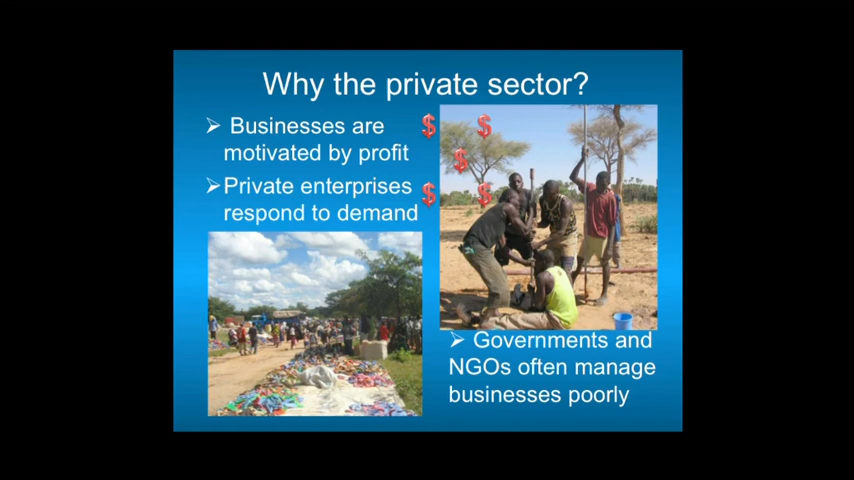 Why the private sector?
➢ Businesses are
motivated by profit
➢Private enterprises
respond to demand
$ $
$
$ $
➢ Governments and
NGOs often manage
businesses poorly